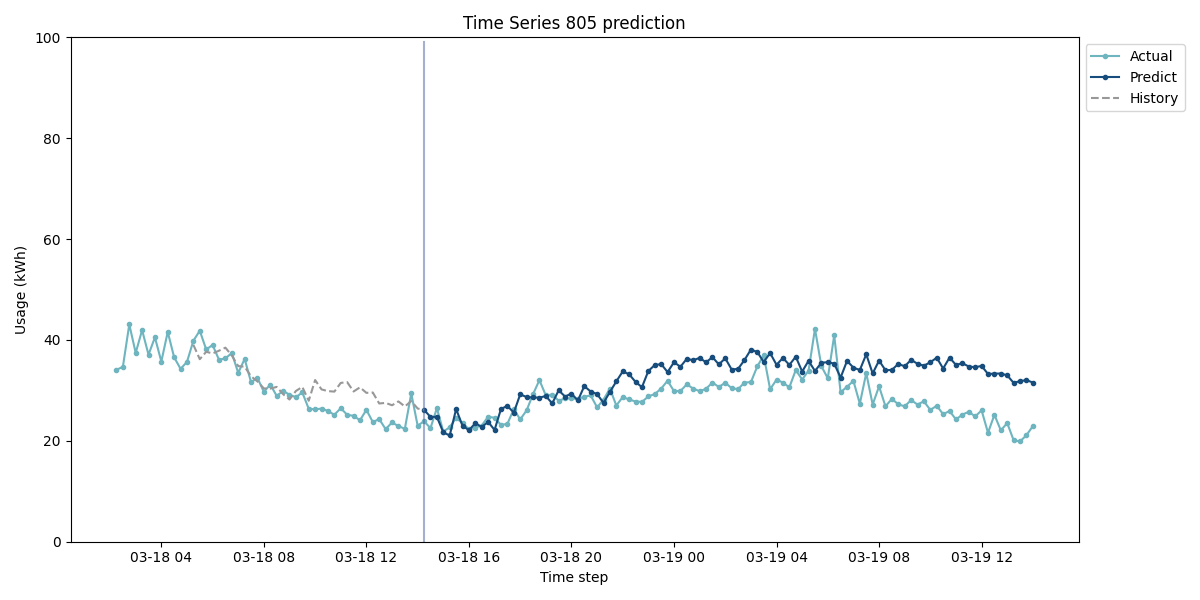 Time Series 805 prediction
100
80
60
40
20
0
Usage (kWh)
03-18 04
03-18 08
03-18 12
03-18 16
03-18 20
03-19 00
03-19 04
03-19 08
03-19 12
Time step
Actual
Predict
History